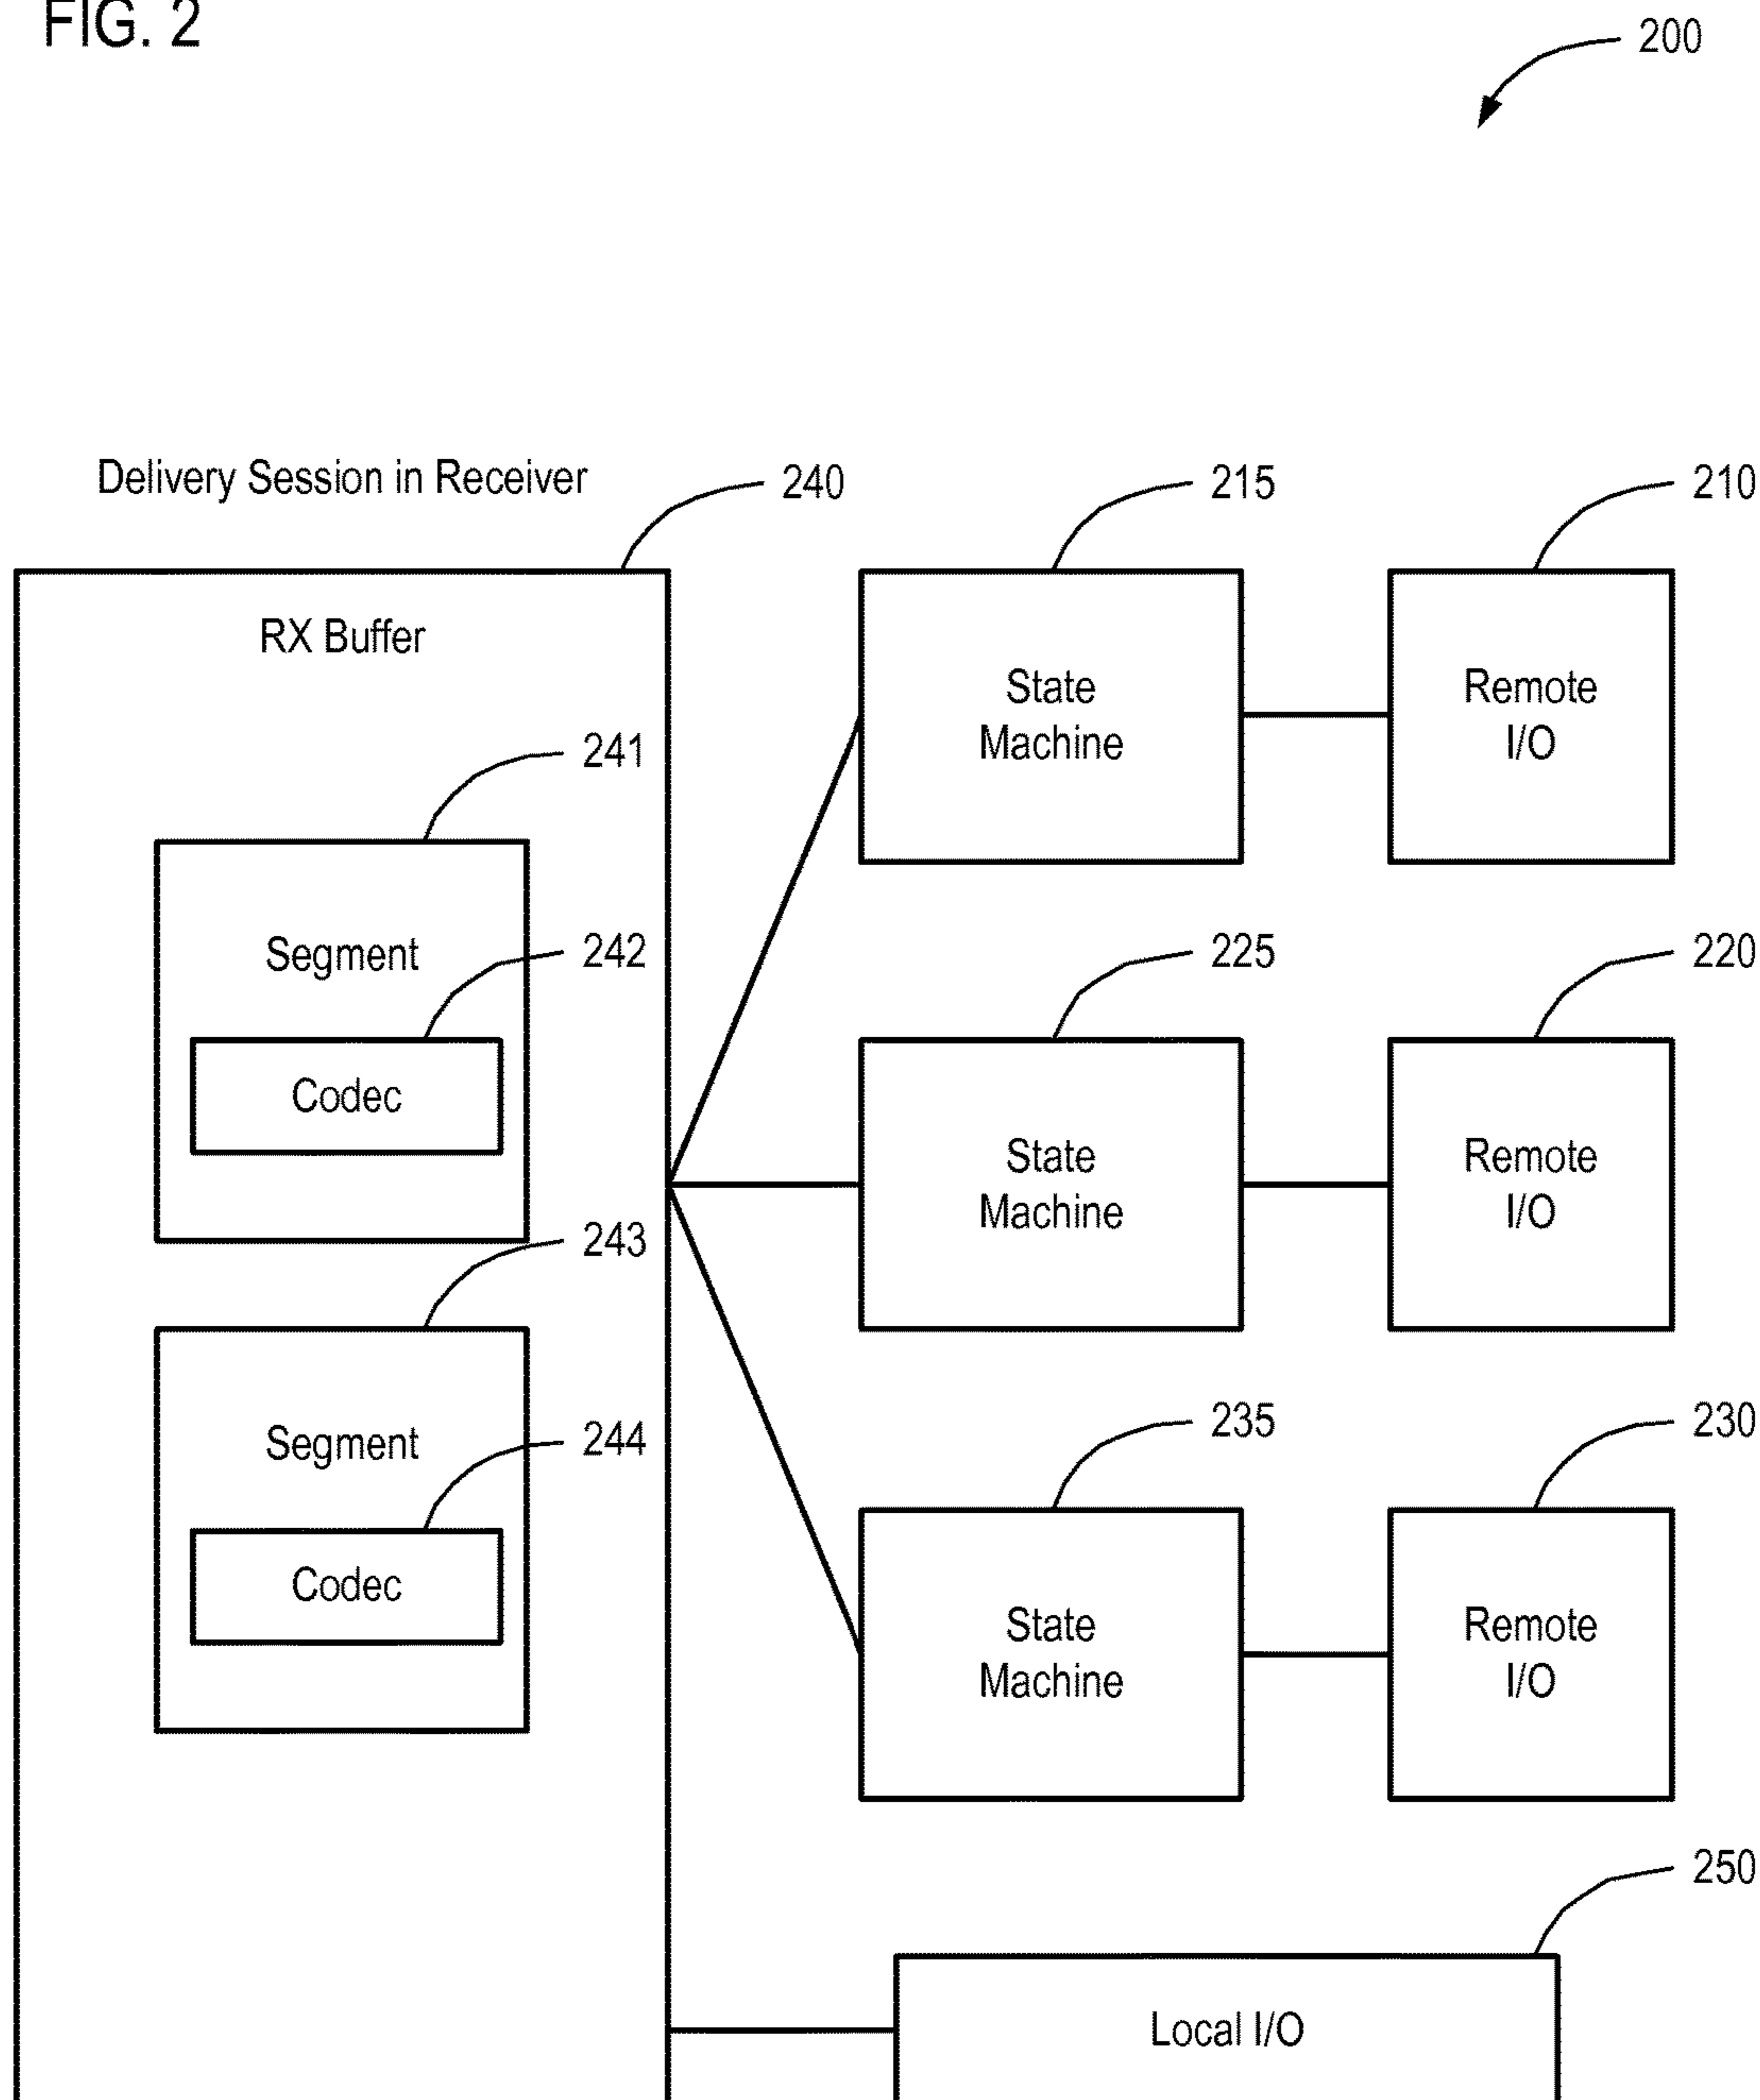 FIG. 2
200
Delivery Session in Receiver
240
215
210
RX Buffer
State
Machine
Remote
I/O
241
Segment
242
225
220
Codec
State
Machine
Remote
I/O
243
Segment
244
235
230
Codec
State
Machine
Remote
I/O
250
Local I/O